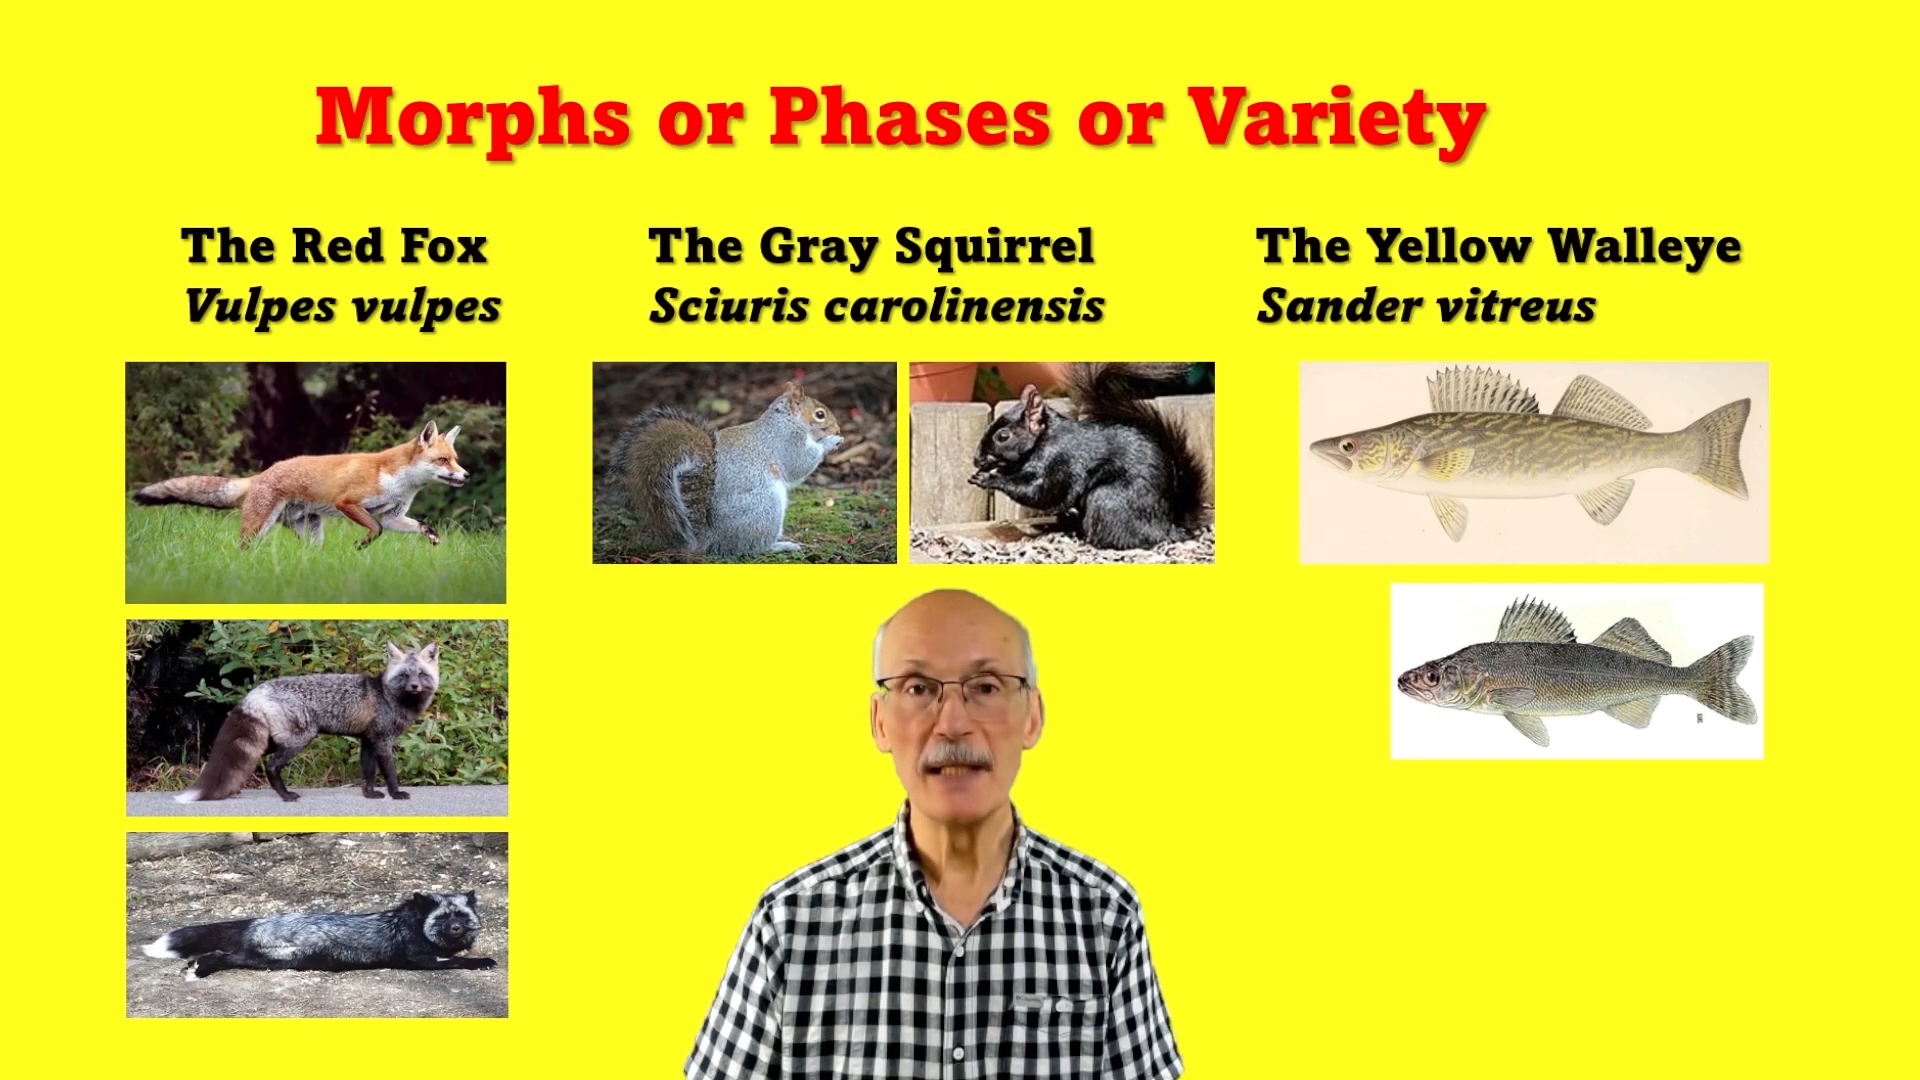 Morphs or Phases or Variety
The Red Fox
Vulpes vulpes
The Gray Squirrel
Sciuris carolinensis
The Yellow Walleye
Sander vitreus